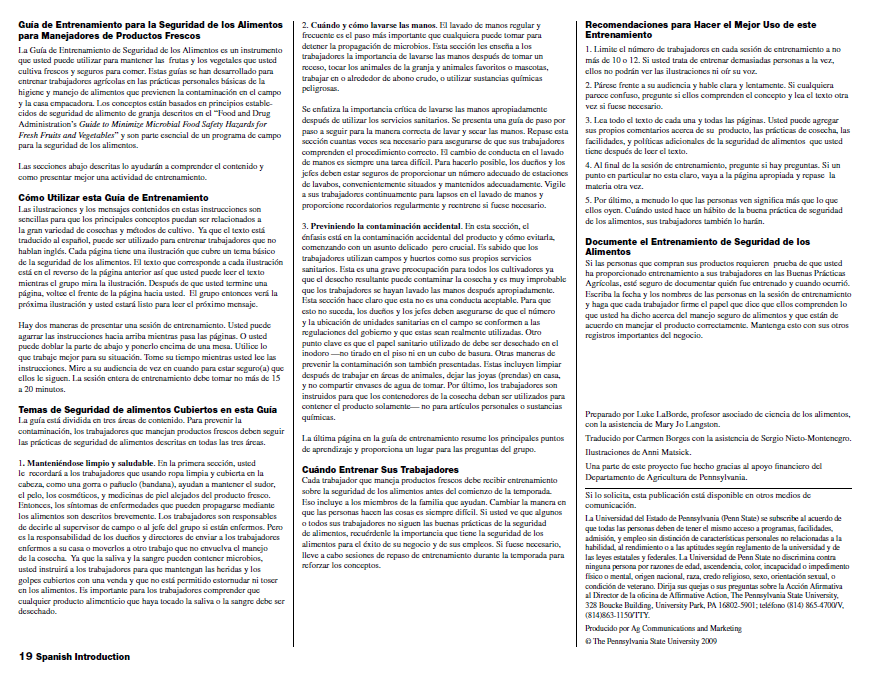 Guía de Entrenamiento para la Seguridad de los Alimentos
para Manejadores de Productos Frescos
La Guía de Entrenamiento de Seguridad de los Alimentos es un instrumento
que usted puede utilizar para mantener las frutas y los vegetales que usted
cultiva frescos y seguros para comer. Estas guías se han desarrollado para
entrenar trabajadores agrícolas en las prácticas personales básicas de la
higiene y manejo de alimentos que previenen la contaminación en el campo
y la casa empacadora. Los conceptos están basados en principios estable-
cidos de seguridad de alimento de granja descritos en el "Food and Drug
Administration's Guide to Minimize Microbial Food Safety Hazards for
Fresh Fruits and Vegetables" y son parte esencial de un programa de campo
para la seguridad de los alimentos.
Las secciones abajo descritas lo ayudarán a comprender el contenido y
como presentar mejor una actividad de entrenamiento.
Cómo Utilizar esta Guía de Entrenamiento
Las ilustraciones y los mensajes contenidos en estas instrucciones son
sencillas para que los principales conceptos puedan ser relacionados a
la gran variedad de cosechas y métodos de cultivo. Ya que el texto está
traducido al español, puede ser utilizado para entrenar trabajadores que no
hablan inglés. Cada página tiene una ilustración que cubre un tema básico
de la seguridad de los alimentos. El texto que corresponde a cada ilustración
está en el reverso de la página anterior así que usted puede leer el texto
mientras el grupo mira la ilustración. Después de que usted termine una
página, voltee el frente de la página hacia usted. El grupo entonces verá la
próxima ilustración y usted estará listo para leer el próximo mensaje.
Hay dos maneras de presentar una sesión de entrenamiento. Usted puede
agarrar las instrucciones hacia arriba mientras pasa las páginas. O usted
puede doblar la parte de abajo y ponerlo encima de una mesa. Utilice lo
que trabaje mejor para su situación. Tome su tiempo mientras usted lee las
instrucciones. Mire a su audiencia de vez en cuando para estar seguro(a) que
ellos le siguen. La sesión entera de entrenamiento debe tomar no más de 15
a 20 minutos.
Temas de Seguridad de alimentos Cubiertos en esta Guía
La guía está dividida en tres áreas de contenido. Para prevenir la
contaminación, los trabajadores que manejan productos frescos deben seguir
las prácticas de seguridad de alimentos descritas en todas las tres áreas.
1. Manteniéndose limpio y saludable. En la primera sección, usted
le recordará a los trabajadores que usando ropa limpia y cubierta en la
cabeza, como una gorra o pañuelo (bandana), ayudan a mantener el sudor,
el pelo, los cosméticos, y medicinas de piel alejados del producto fresco.
Entonces, los síntomas de enfermedades que pueden propagarse mediante
los alimentos son descritos brevemente. Los trabajadores son responsables
de decirle al supervisor de campo o al jefe del grupo si están enfermos. Pero
es la responsabilidad de los dueños y directores de enviar a los trabajadores
enfermos a su casa o moverlos a otro trabajo que no envuelva el manejo
de la cosecha. Ya que la saliva y la sangre pueden contener microbios,
usted instruirá a los trabajadores para que mantengan las heridas y los
golpes cubiertos con una venda y que no está permitido estornudar ni toser
en los alimentos. Es importante para los trabajadores comprender que
cualquier producto alimenticio que haya tocado la saliva o la sangre debe ser
desechado.
19 Spanish Introduction
2. Cuándo y cómo lavarse las manos. El lavado de manos regular y
frecuente es el paso más importante que cualquiera puede tomar para
detener la propagación de microbios. Esta sección les enseña a los
trabajadores la importancia de lavarse las manos después de tomar un
receso, tocar los animales de la granja y animales favoritos o mascotas,
trabajar en o alrededor de abono crudo, o utilizar sustancias químicas
peligrosas.
Se enfatiza la importancia crítica de lavarse las manos apropiadamente
después de utilizar los servicios sanitarios. Se presenta una guía de paso por
paso a seguir para la manera correcta de lavar y secar las manos. Repase esta
sección cuantas veces sea necesario para asegurarse de que sus trabajadores
comprenden el procedimiento correcto. El cambio de conducta en el lavado
de manos es siempre una tarea difícil. Para hacerlo posible, los dueños y los
jefes deben estar seguros de proporcionar un número adecuado de estaciones
de lavabos, convenientemente situados y mantenidos adecuadamente. Vigile
a sus trabajadores continuamente para lapsos en el lavado de manos y
proporcione recordatorios regularmente y reentrene si fuese necesario.
3. Previniendo la contaminación accidental. En esta sección, el
énfasis está en la contaminación accidental del producto y cómo evitarla,
comenzando con un asunto delicado pero crucial. Es sabido que los
trabajadores utilizan campos y huertos como sus propios servicios
sanitarios. Esta es una grave preocupación para todos los cultivadores ya
que el desecho resultante puede contaminar la cosecha y es muy improbable
que los trabajadores se hayan lavado las manos después apropiadamente.
Esta sección hace claro que esta no es una conducta aceptable. Para que
esto no suceda, los dueños y los jefes deben asegurarse de que el número
y la ubicación de unidades sanitarias en el campo se conformen a las
regulaciones del gobierno y que estas sean realmente utilizadas. Otro
punto clave es que el papel sanitario utilizado de debe ser desechado en el
inodoro —no tirado en el piso ni en un cubo de basura. Otras maneras de
prevenir la contaminación son también presentadas. Estas incluyen limpiar
después de trabajar en áreas de animales, dejar las joyas (prendas) en casa,
y no compartir envases de agua de tomar. Por último, los trabajadores son
instruidos para que los contenedores de la cosecha deban ser utilizados para
contener el producto solamente— no para artículos personales o sustancias
químicas.
La última página en la guía de entrenamiento resume los principales puntos
de aprendizaje y proporciona un lugar para las preguntas del grupo.
Cuándo Entrenar Sus Trabajadores
Cada trabajador que maneja productos frescos debe recibir entrenamiento
sobre la seguridad de los alimentos antes del comienzo de la temporada.
Eso incluye a los miembros de la familia que ayudan. Cambiar la manera en
que las personas hacen las cosas es siempre difícil. Si usted ve que algunos
o todos sus trabajadores no siguen las buenas prácticas de la seguridad
de alimentos, recuérdenle la importancia que tiene la seguridad de los
alimentos para el éxito de su negocio y de sus empleos. Si fuese necesario,
lleve a cabo sesiones de repaso de entrenamiento durante la temporada para
reforzar los conceptos.
Recomendaciones para Hacer el Mejor Uso de este
Entrenamiento
1. Limite el número de trabajadores en cada sesión de entrenamiento a no
más de 10 o 12. Si usted trata de entrenar demasiadas personas a la vez,
ellos no podrán ver las ilustraciones ni oír su voz.
2. Párese frente a su audiencia y hable clara y lentamente. Si cualquiera
parece confuso, pregunte si ellos comprenden el concepto y lea el texto otra
vez si fuese necesario.
3. Lea todo el texto de cada una y todas las páginas. Usted puede agregar
sus propios comentarios acerca de su producto, las prácticas de cosecha, las
facilidades, y políticas adicionales de la seguridad de alimentos que usted
tiene después de leer el texto.
4. Al final de la sesión de entrenamiento, pregunte si hay preguntas. Si un
punto en particular no esta claro, vaya a la página apropiada y repase la
materia otra vez.
5. Por último, a menudo lo que las personas ven significa más que lo que
ellos oyen. Cuándo usted hace un hábito de la buena práctica de seguridad
de los alimentos, sus trabajadores también lo harán.
Documente el Entrenamiento de Seguridad de los
Alimentos
Si las personas que compran sus productos requieren prueba de que usted
ha proporcionado entrenamiento a sus trabajadores en las Buenas Prácticas
Agrícolas, esté seguro de documentar quién fue entrenado y cuando ocurrió.
Escriba la fecha y los nombres de las personas en la sesión de entrenamiento
y haga que cada trabajador firme el papel que dice que ellos comprenden lo
que usted ha dicho acerca del manejo seguro de alimentos y que están de
acuerdo en manejar el producto correctamente. Mantenga esto con sus otros
registros importantes del negocio.
Preparado por Luke LaBorde, profesor asociado de ciencia de los alimentos,
con la asistencia de Mary Jo Langston.
Traducido por Carmen Borges con la asistencia de Sergio Nieto-Montenegro.
Ilustraciones de Anni Matsick.
Una parte de este proyecto fue hecho gracias al apoyo financiero del
Departamento de Agricultura de Pennsylvania.
Si lo solicita, esta publicación está disponible en otros medios de
comunicación.
La Universidad del Estado de Pennsylvania (Penn State) se subscribe al acuerdo de
que todas las personas deben de tener el mismo acceso a programas, facilidades,
admisión, y empleo sin distinción de características personales no relacionadas a la
habilidad, al rendimiento o a las aptitudes según reglamento de la universidad y de
las leyes estatales y federales. La Universidad de Penn State no discrimina contra
ninguna persona por razones de edad, ascendencia, color, incapacidad o impedimento
físico o mental, origen nacional, raza, credo religioso, sexo, orientación sexual, o
condición de veterano. Dirija sus quejas o sus preguntas sobre la Acción Afirmativa
al Director de la oficina de Affirmative Action, The Pennsylvania State University,
328 Boucke Building, University Park, PA 16802-5901; teléfono (814) 865-4700/V,
(814)863-1150/TTY.
Producido por Ag Communications and Marketing
© The Pennsylvania State University 2009